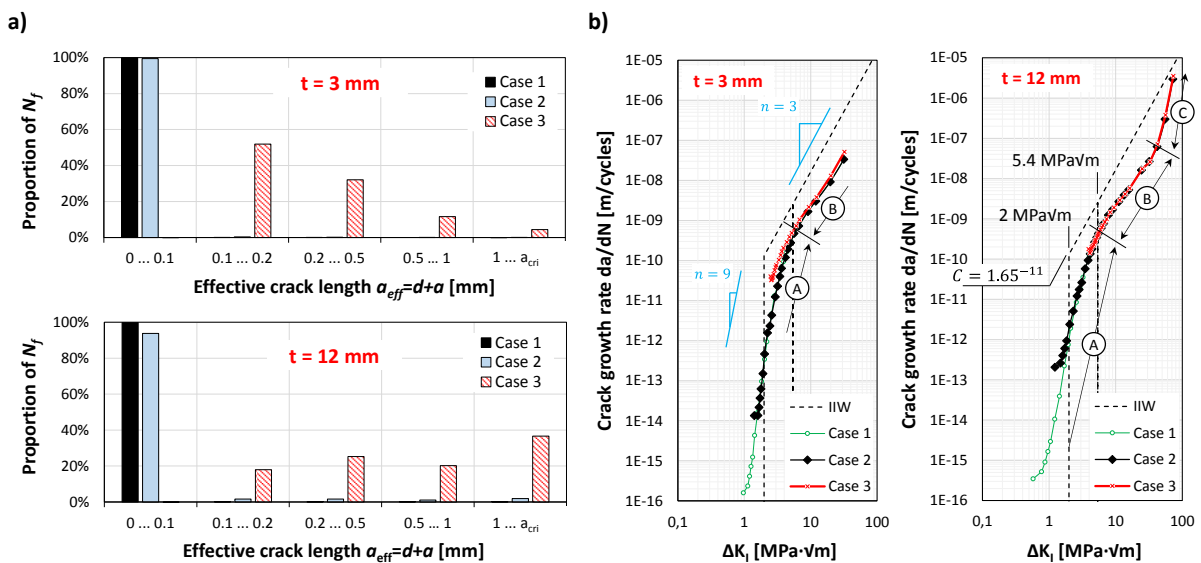 a)
100%
80%
60%
40%
20%
0%
Proportion of N_f
t = 3 mm
Case 1
Case 2
Case 3
0 ... 0.1
0.1 ... 0.2
0.2 ... 0.5
0.5 ... 1
1 ... a_cri
Effective crack length a_eff=d+a [mm]
100%
80%
60%
40%
20%
0%
Proportion of N_f
t = 12 mm
Case 1
Case 2
Case 3
0 ... 0.1
0.1 ... 0.2
0.2 ... 0.5
0.5 ... 1
1 ... a_cri
Effective crack length a_eff=d+a [mm]
b)
1E-05
1E-06
1E-07
1E-08
1E-09
1E-10
1E-11
1E-12
1E-13
1E-14
1E-15
1E-16
Crack growth rate da/dN [m/cycles]
t = 3 mm
n = 3
n = 9
A
B
IIW
Case 1
Case 2
Case 3
0,1
1
10
100
ΔK_I [MPa·√m]
1E-05
1E-06
1E-07
1E-08
1E-09
1E-10
1E-11
1E-12
1E-13
1E-14
1E-15
1E-16
Crack growth rate da/dN [m/cycles]
t = 12 mm
5.4 MPa√m
2 MPa√m
C = 1.65⁻¹¹
A
B
C
IIW
Case 1
Case 2
Case 3
0,1
1
10
100
ΔK_I [MPa·√m]